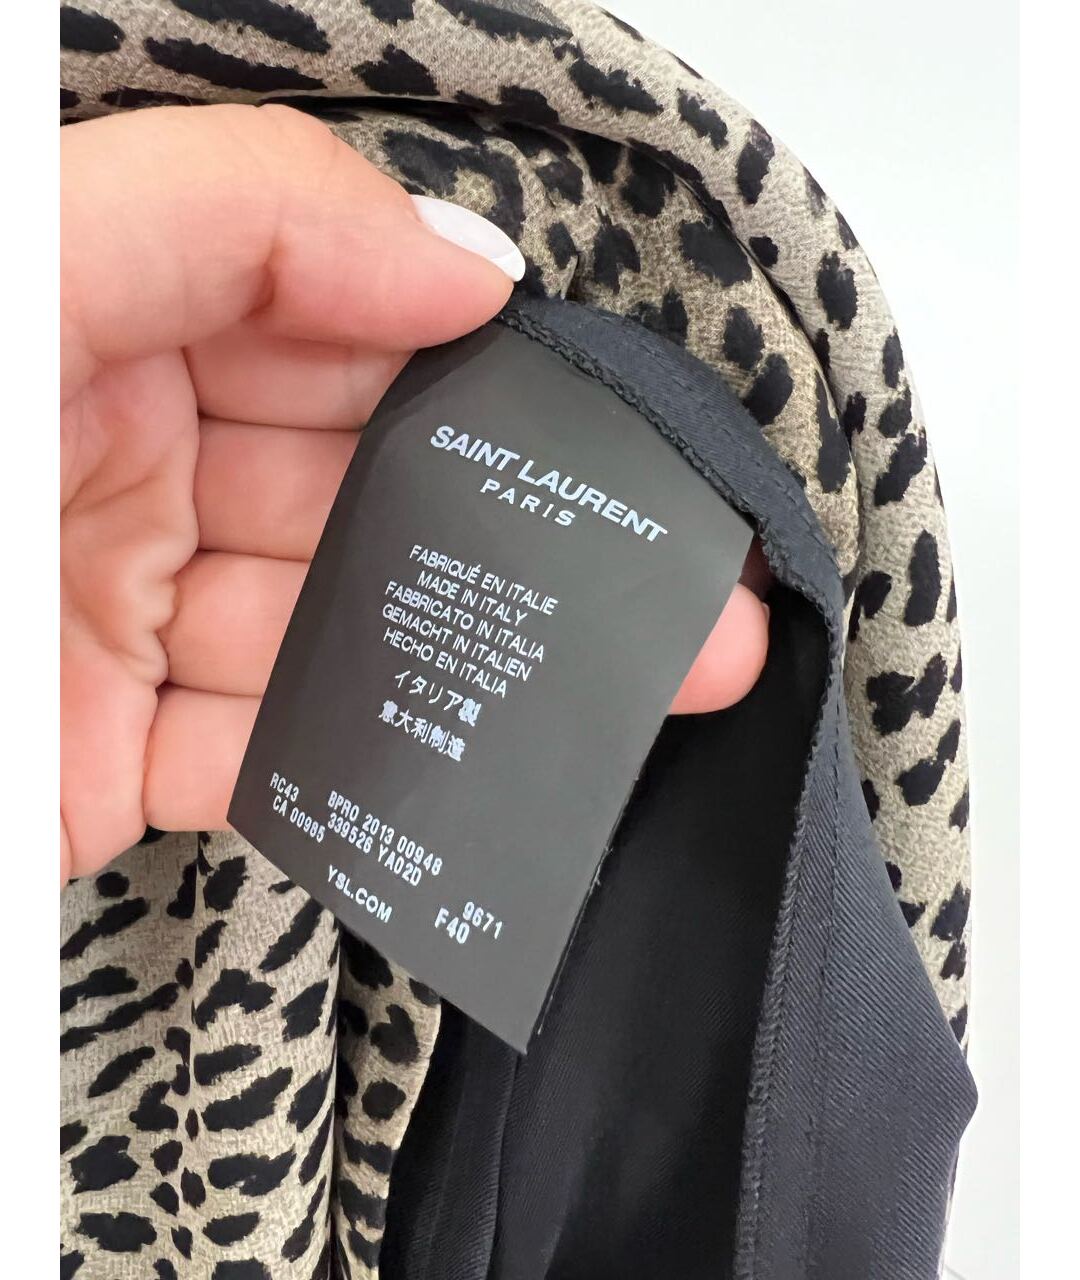 SAINT LAURENT
PARIS
FABRIQUÉ EN ITALIE
MADE IN ITALY
FABBRICATO IN ITALIA
GEMACHT IN ITALIEN
HECHO EN ITALIA
イタリア製
意大利制造
RC43 BPRO 2013 00948
CA 00985 339526 YA02D
YSL.COM 9671
F40